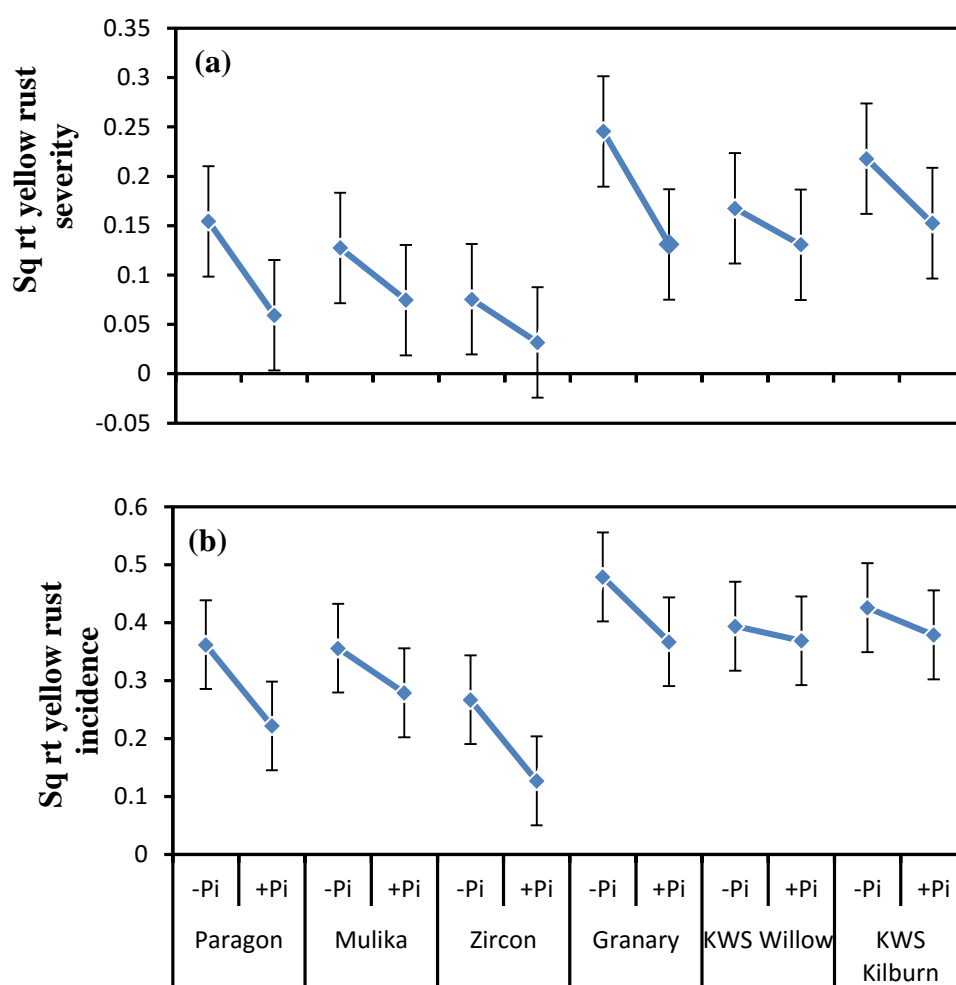 (a)
Sq rt yellow rust
severity
0.35
0.3
0.25
0.2
0.15
0.1
0.05
0
-0.05
(b)
Sq rt yellow rust
incidence
0.6
0.5
0.4
0.3
0.2
0.1
0
-Pi +Pi -Pi +Pi -Pi +Pi -Pi +Pi -Pi +Pi -Pi +Pi
Paragon Mulika Zircon Granary KWS Willow KWS
Kilburn